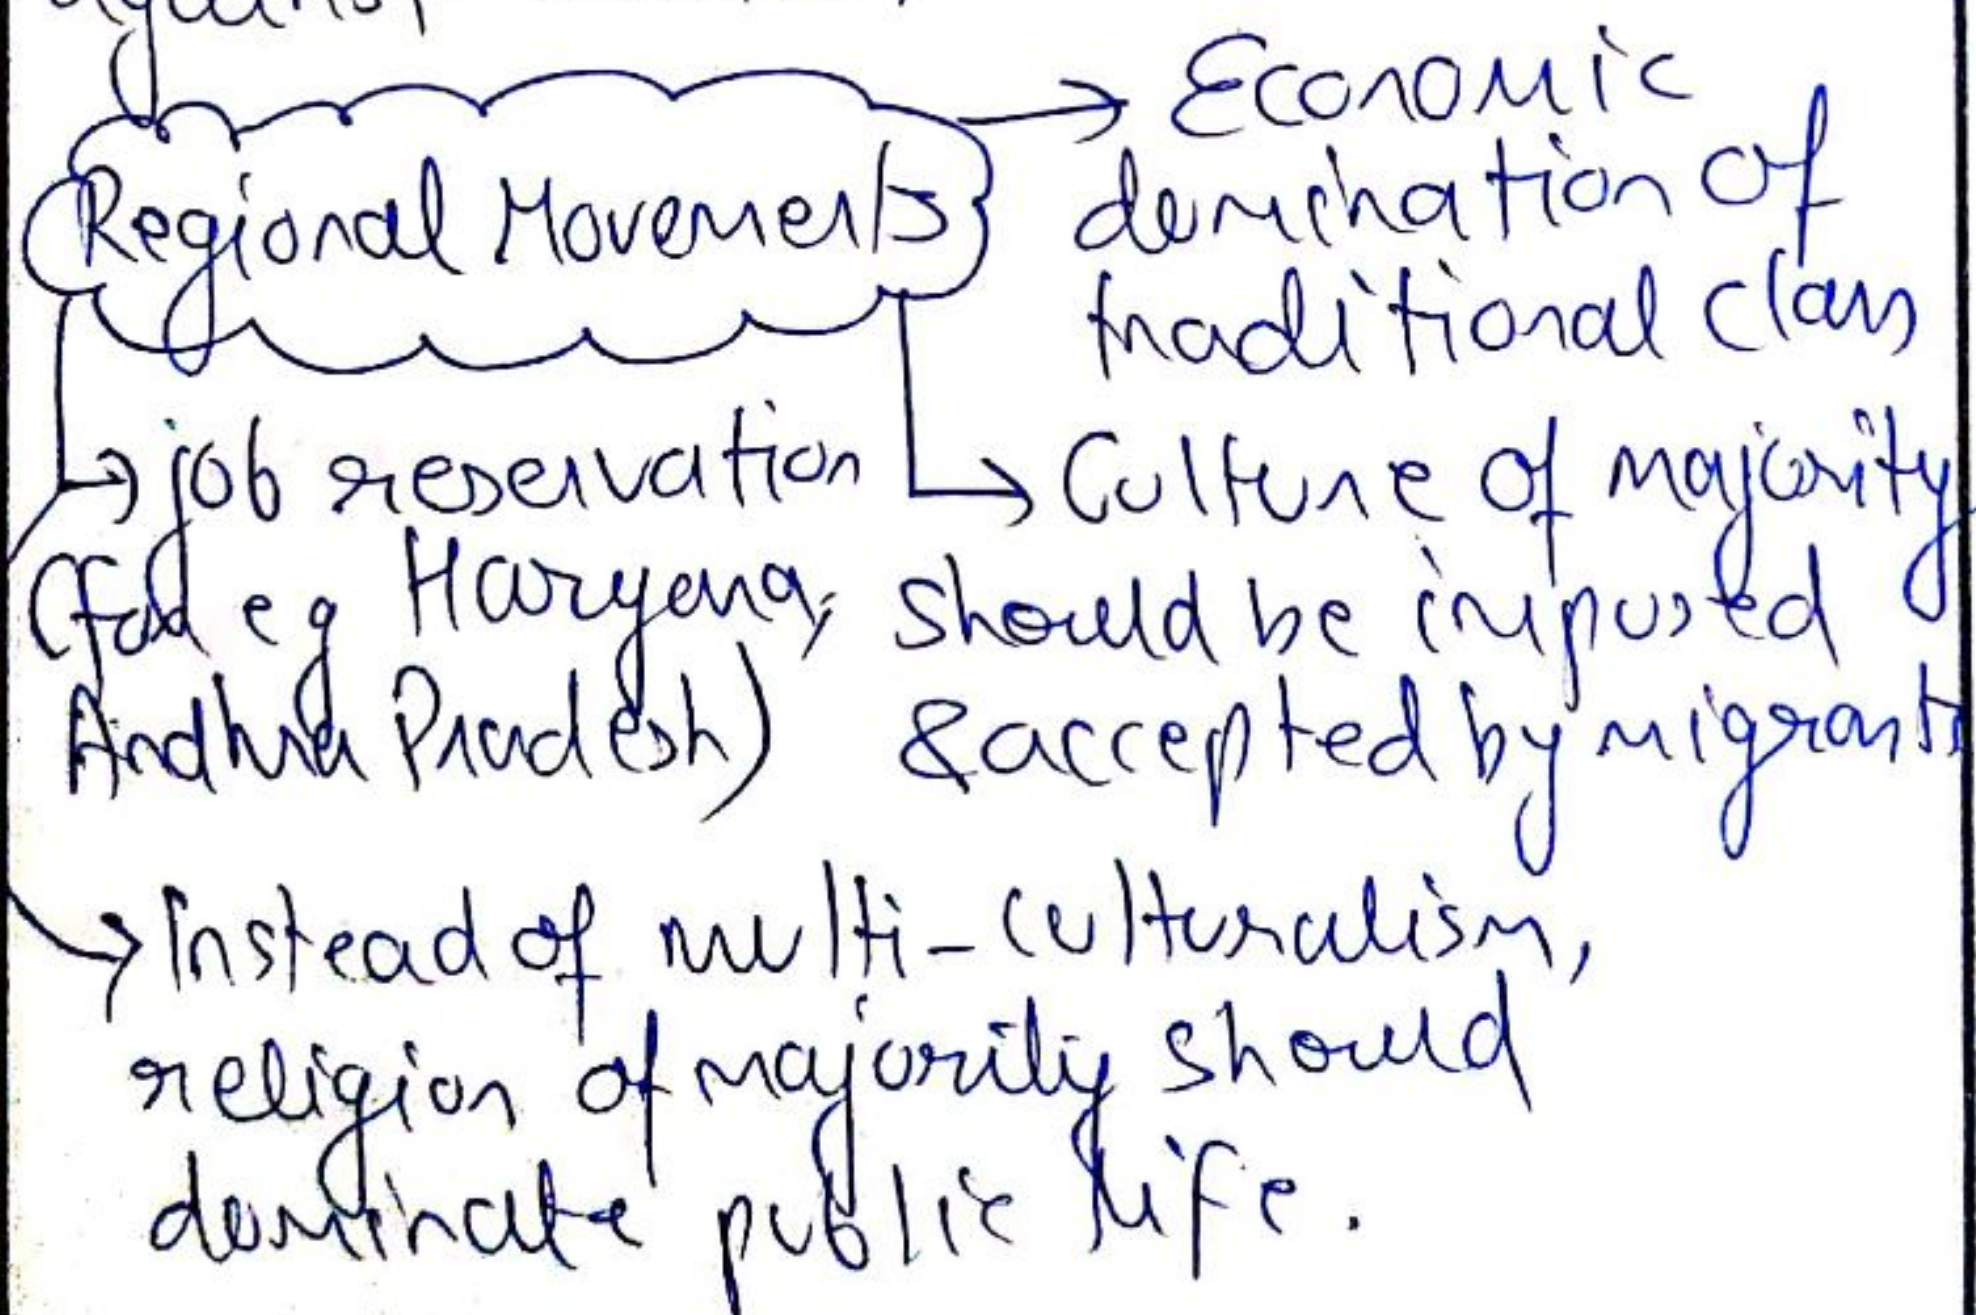 Regional Movements
→ Economic
domination of
traditional class
→ job reservation
(for eg Haryana,
Andhra Pradesh)
→ Culture of majority
should be imposed
& accepted by migrants
→ Instead of multi-culturalism,
religion of majority should
dominate public life.